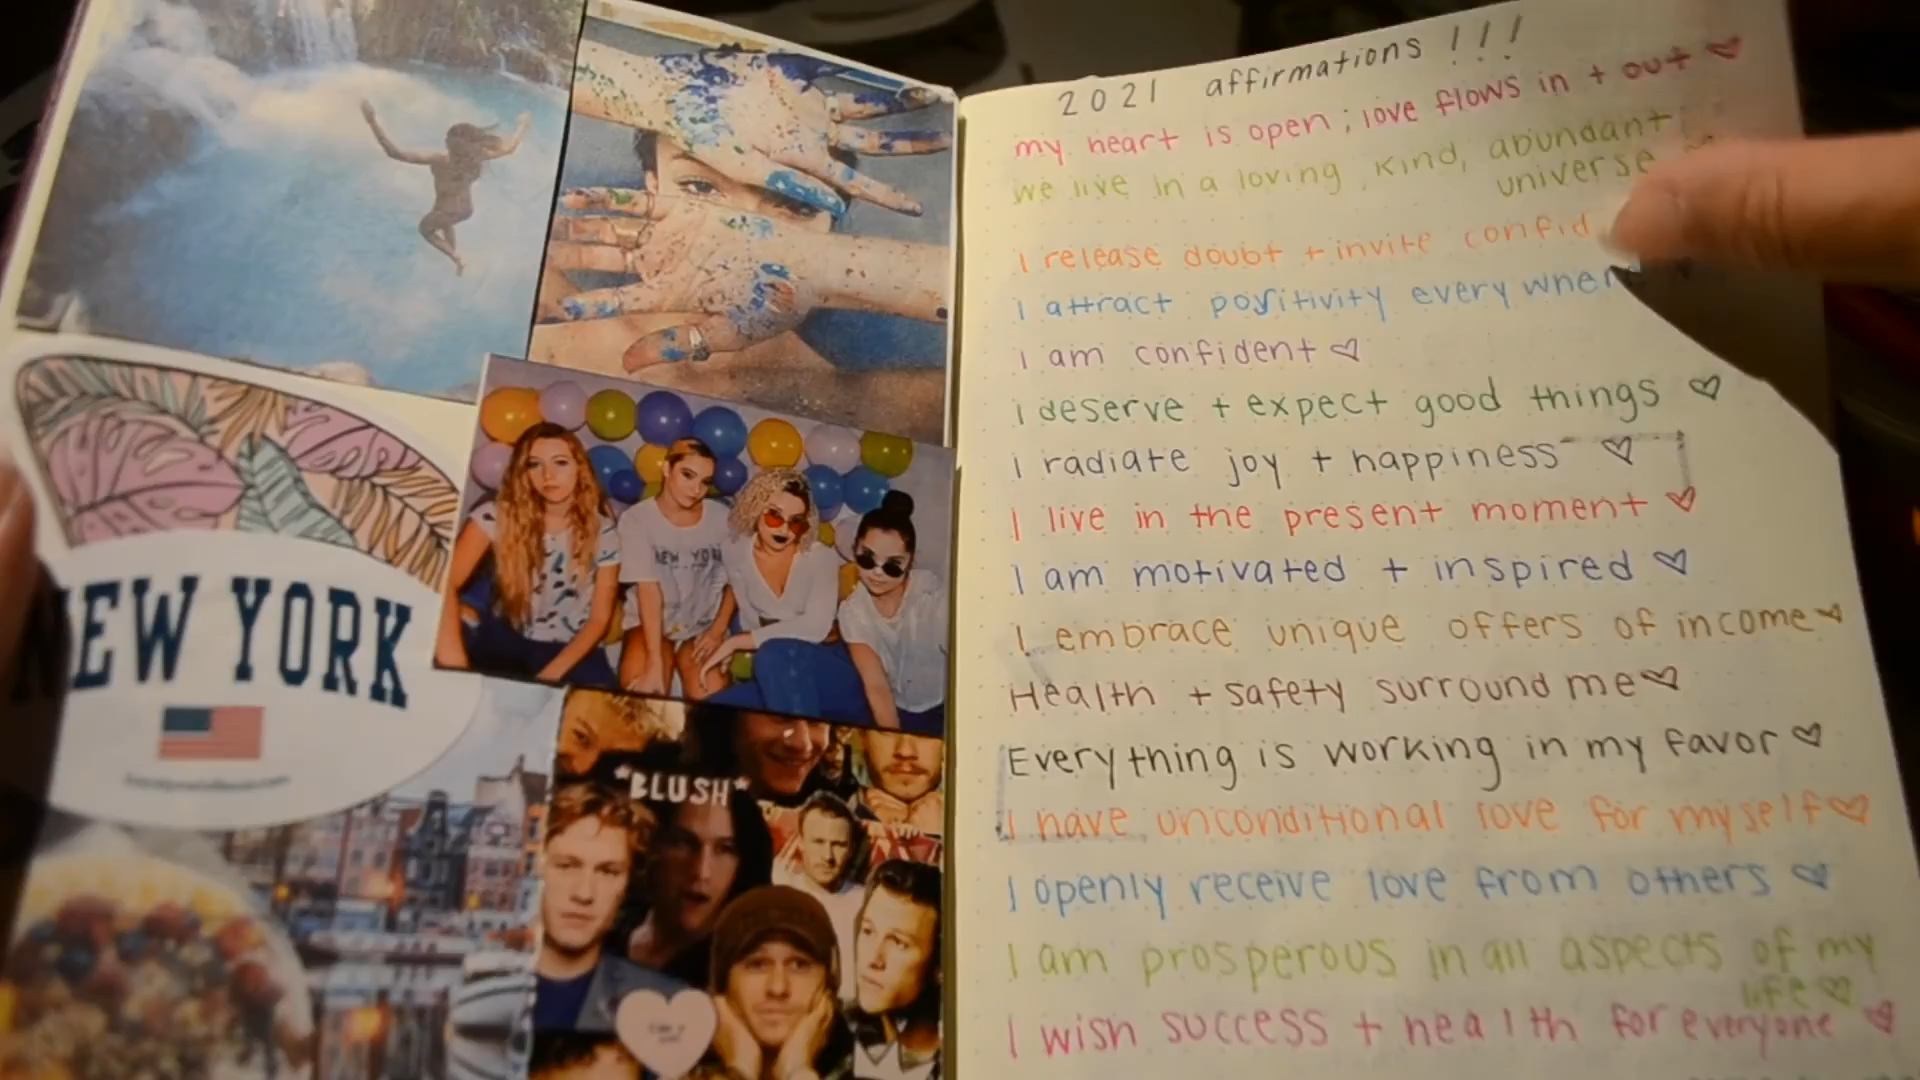 NEW YORK
NEW YORK
*BLUSH*
2021 affirmations !!!
my heart is open; love flows in + out
we live in a loving, kind, abundant
universe
I release doubt + invite confid
I attract positivity everywher
I am confident
I deserve + expect good things
I radiate joy + happiness
I live in the present moment
I am motivated + inspired
I embrace unique offers of income
Health + safety surround me
Everything is working in my favor
I have unconditional love for myself
I openly receive love from others
I am prosperous in all aspects of my
life
I wish success + health for everyone